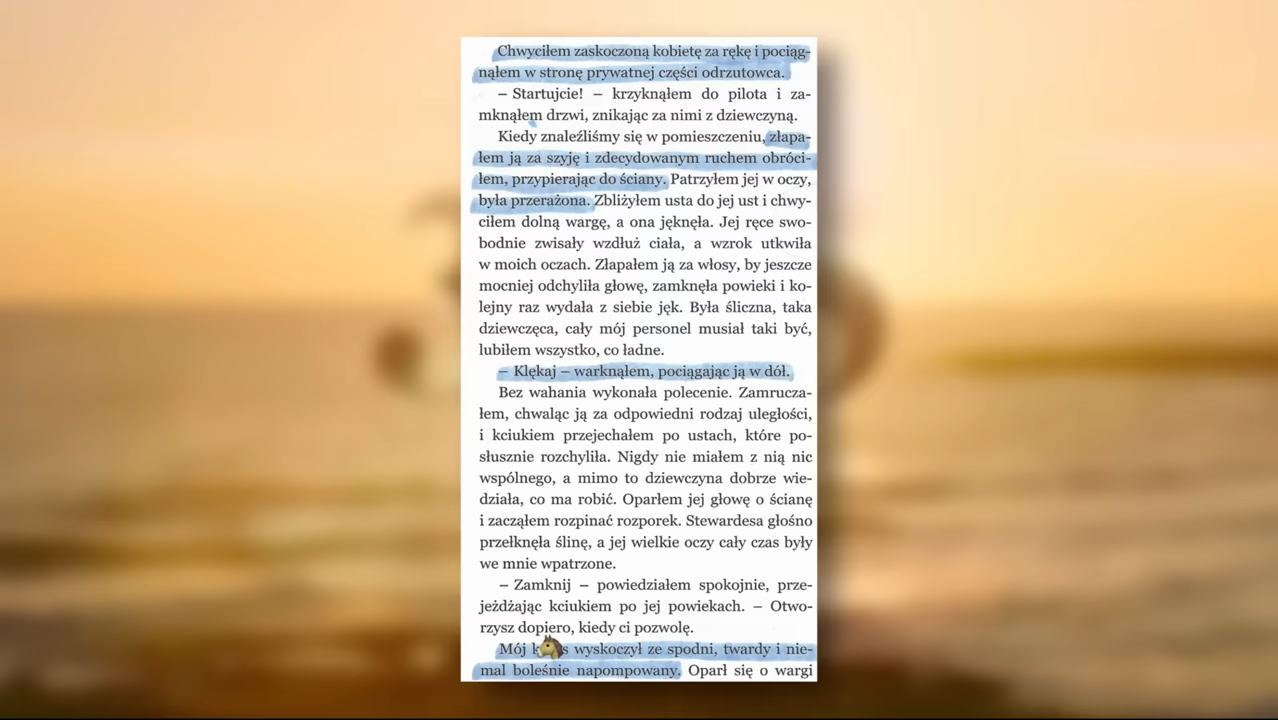 Chwyciłem zaskoczoną kobietę za rękę i pociąg-
nąłem w stronę prywatnej części odrzutowca.
– Startujcie! – krzyknąłem do pilota i za-
mknąłem drzwi, znikając za nimi z dziewczyną.
Kiedy znaleźliśmy się w pomieszczeniu, złapa-
łem ją za szyję i zdecydowanym ruchem obróci-
łem, przypierając do ściany. Patrzyłem jej w oczy,
była przerażona. Zbliżyłem usta do jej ust i chwy-
ciłem dolną wargę, a ona jęknęła. Jej ręce swo-
bodnie zwisały wzdłuż ciała, a wzrok utkwiła
w moich oczach. Złapałem ją za włosy, by jeszcze
mocniej odchyliła głowę, zamknęła powieki i ko-
lejny raz wydała z siebie jęk. Była śliczna, taka
dziewczęca, cały mój personel musiał taki być,
lubiłem wszystko, co ładne.
– Klękaj – warknąłem, pociągając ją w dół.
Bez wahania wykonała polecenie. Zamrucza-
łem, chwaląc ją za odpowiedni rodzaj uległości,
i kciukiem przejechałem po ustach, które po-
słusznie rozchyliła. Nigdy nie miałem z nią nic
wspólnego, a mimo to dziewczyna dobrze wie-
działa, co ma robić. Oparłem jej głowę o ścianę
i zacząłem rozpinać rozporek. Stewardesa głośno
przełknęła ślinę, a jej wielkie oczy cały czas były
we mnie wpatrzone.
– Zamknij – powiedziałem spokojnie, prze-
jeżdżając kciukiem po jej powiekach. – Otwo-
rzysz dopiero, kiedy ci pozwolę.
Mój k s wyskoczył ze spodni, twardy i nie-
mal boleśnie napompowany. Oparł się o wargi